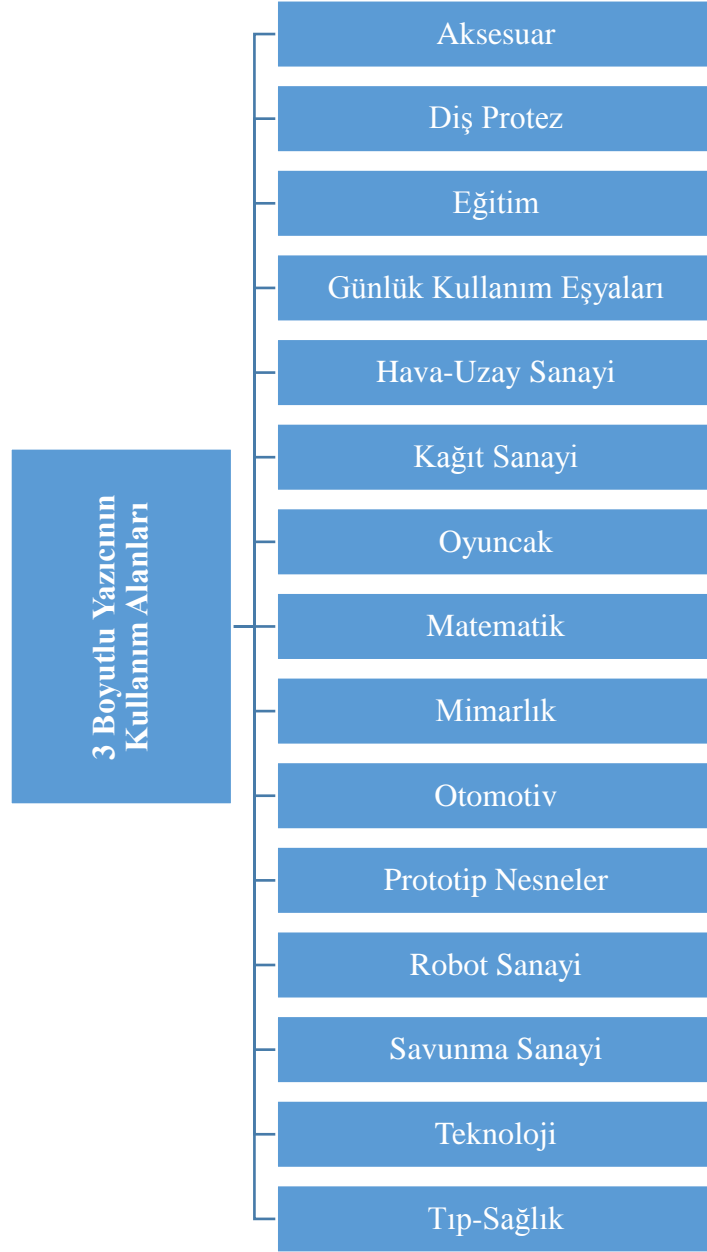 3 Boyutlu Yazıcının
Kullanım Alanları
Aksesuar
Diş Protez
Eğitim
Günlük Kullanım Eşyaları
Hava-Uzay Sanayi
Kağıt Sanayi
Oyuncak
Matematik
Mimarlık
Otomotiv
Prototip Nesneler
Robot Sanayi
Savunma Sanayi
Teknoloji
Tıp-Sağlık